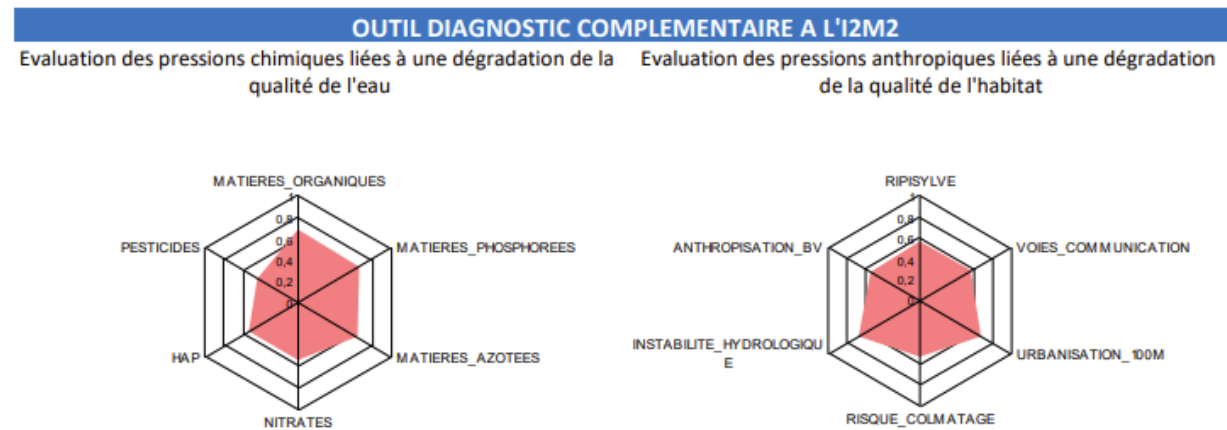 OUTIL DIAGNOSTIC COMPLEMENTAIRE A L'I2M2
Evaluation des pressions chimiques liées à une dégradation de la
qualité de l'eau
MATIERES_ORGANIQUES
1
0,8
0,6
0,4
0,2
0
PESTICIDES
MATIERES_PHOSPHOREES
HAP
MATIERES_AZOTEES
NITRATES
Evaluation des pressions anthropiques liées à une dégradation
de la qualité de l'habitat
RIPISYLVE
1
0,8
0,6
0,4
0,2
0
ANTHROPISATION_BV
VOIES_COMMUNICATION
INSTABILITE_HYDROLOGIQU
E
URBANISATION_100M
RISQUE_COLMATAGE